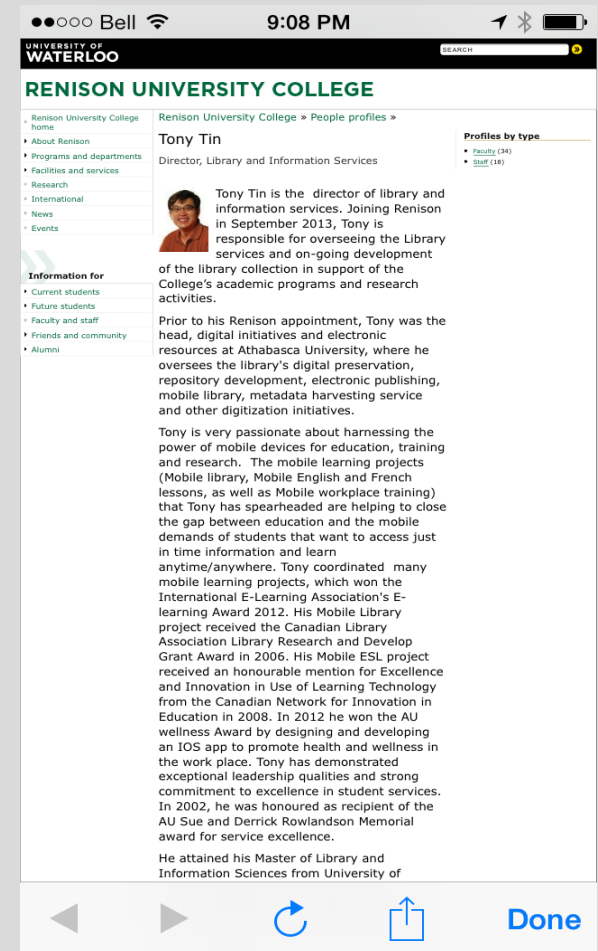 Bell
9:08 PM
UNIVERSITY OF
WATERLOO
SEARCH
RENISON UNIVERSITY COLLEGE
Renison University College
home
About Renison
Programs and departments
Facilities and services
Research
International
News
Events
Information for
Current students
Future students
Faculty and staff
Friends and community
Alumni
Renison University College » People profiles »
Tony Tin
Director, Library and Information Services
Tony Tin is the director of library and
information services. Joining Renison
in September 2013, Tony is
responsible for overseeing the Library
services and on-going development
of the library collection in support of the
College's academic programs and research
activities.
Prior to his Renison appointment, Tony was the
head, digital initiatives and electronic
resources at Athabasca University, where he
oversees the library's digital preservation,
repository development, electronic publishing,
mobile library, metadata harvesting service
and other digitization initiatives.
Tony is very passionate about harnessing the
power of mobile devices for education, training
and research. The mobile learning projects
(Mobile library, Mobile English and French
lessons, as well as Mobile workplace training)
that Tony has spearheaded are helping to close
the gap between education and the mobile
demands of students that want to access just
in time information and learn
anytime/anywhere. Tony coordinated many
mobile learning projects, which won the
International E-Learning Association's E-
learning Award 2012. His Mobile Library
project received the Canadian Library
Association Library Research and Develop
Grant Award in 2006. His Mobile ESL project
received an honourable mention for Excellence
and Innovation in Use of Learning Technology
from the Canadian Network for Innovation in
Education in 2008. In 2012 he won the AU
wellness Award by designing and developing
an IOS app to promote health and wellness in
the work place. Tony has demonstrated
exceptional leadership qualities and strong
commitment to excellence in student services.
In 2002, he was honoured as recipient of the
AU Sue and Derrick Rowlandson Memorial
award for service excellence.
He attained his Master of Library and
Information Sciences from University of
Profiles by type
Faculty (34)
Staff (18)
Done